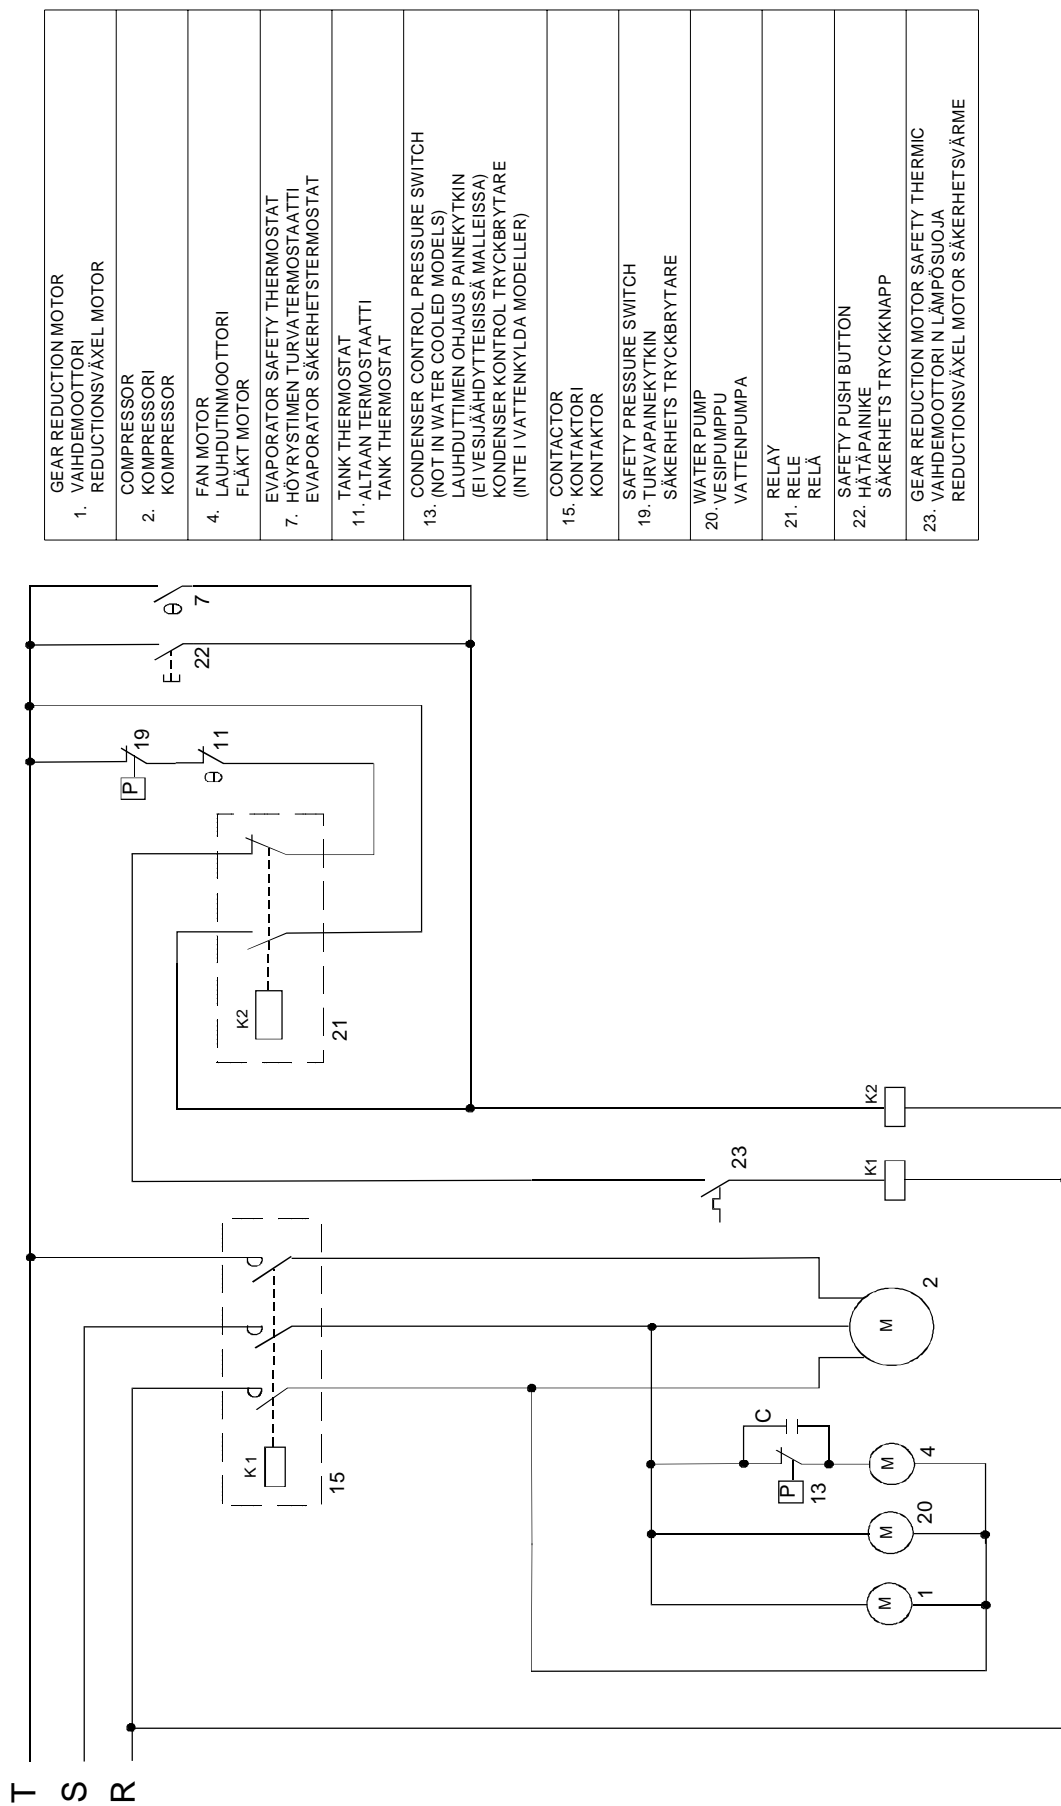 1. GEAR REDUCTION MOTOR
VAIHDEMOOTTORI
REDUCTIONSVÄXEL MOTOR
2. COMPRESSOR
KOMPRESSORI
KOMPRESSOR
4. FAN MOTOR
LAUHDUTINMOOTTORI
FLÄKT MOTOR
7. EVAPORATOR SAFETY THERMOSTAT
HÖYRYSTIMEN TURVATERMOSTAATTI
EVAPORATOR SÄKERHETSTERMOSTAT
11. TANK THERMOSTAT
ALTAAN TERMOSTAATTI
TANK THERMOSTAT
13. CONDENSER CONTROL PRESSURE SWITCH
(NOT IN WATER COOLED MODELS)
LAUHDUTTIMEN OHJAUS PAINEKYTKIN
(EI VESIJÄÄHDYTTEISISSÄ MALLEISSA)
KONDENSER KONTROL TRYCKBRYTARE
(INTE I VATTENKYLDA MODELLER)
15. CONTACTOR
KONTAKTORI
KONTAKTOR
19. SAFETY PRESSURE SWITCH
TURVAPAINEKYTKIN
SÄKERHETS TRYCKBRYTARE
20. WATER PUMP
VESIPUMPPU
VATTENPUMPA
21. RELAY
RELE
RELÄ
22. SAFETY PUSH BUTTON
HÄTÄPAINIKE
SÄKERHETS TRYCKKNAPP
23. GEAR REDUCTION MOTOR SAFETY THERMIC
VAIHDEMOOTTORI N LÄMPÖSUOJA
REDUCTIONSVÄXEL MOTOR SÄKERHETSVÄRME
T
S
R
K1
15
K2
21
P
19
θ
11
22
θ
7
23
K1
K2
M
2
C
P
13
M
4
M
20
M
1